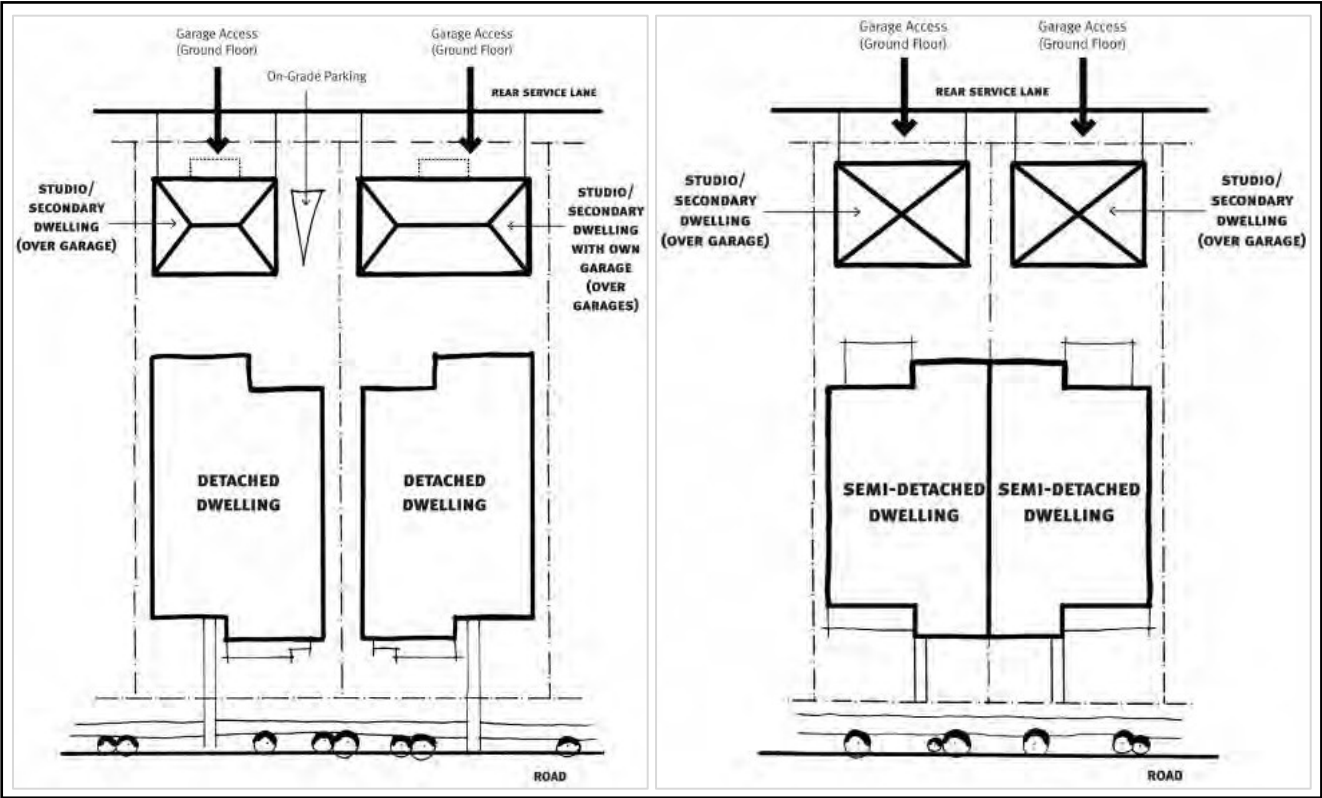 Garage Access
(Ground Floor)
Garage Access
(Ground Floor)
On-Grade Parking
REAR SERVICE LANE
STUDIO/
SECONDARY
DWELLING
(OVER GARAGE)
STUDIO/
SECONDARY
DWELLING
WITH OWN
GARAGE
(OVER
GARAGES)
DETACHED
DWELLING
DETACHED
DWELLING
ROAD
Garage Access
(Ground Floor)
Garage Access
(Ground Floor)
REAR SERVICE LANE
STUDIO/
SECONDARY
DWELLING
(OVER GARAGE)
STUDIO/
SECONDARY
DWELLING
(OVER GARAGE)
SEMI-DETACHED
DWELLING
SEMI-DETACHED
DWELLING
ROAD